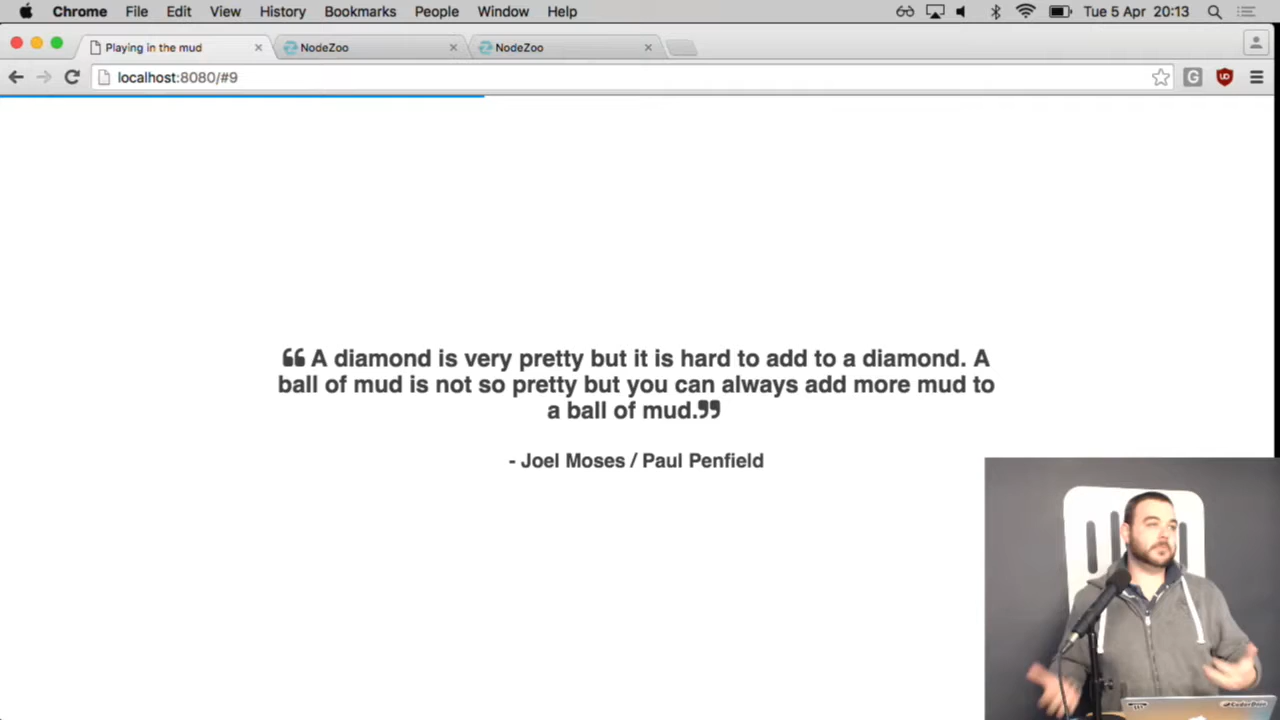 Chrome File Edit View History Bookmarks People Window Help Tue 5 Apr 20:13
Playing in the mud NodeZoo NodeZoo
localhost:8080/#9
“ A diamond is very pretty but it is hard to add to a diamond. A
ball of mud is not so pretty but you can always add more mud to
a ball of mud.”
- Joel Moses / Paul Penfield